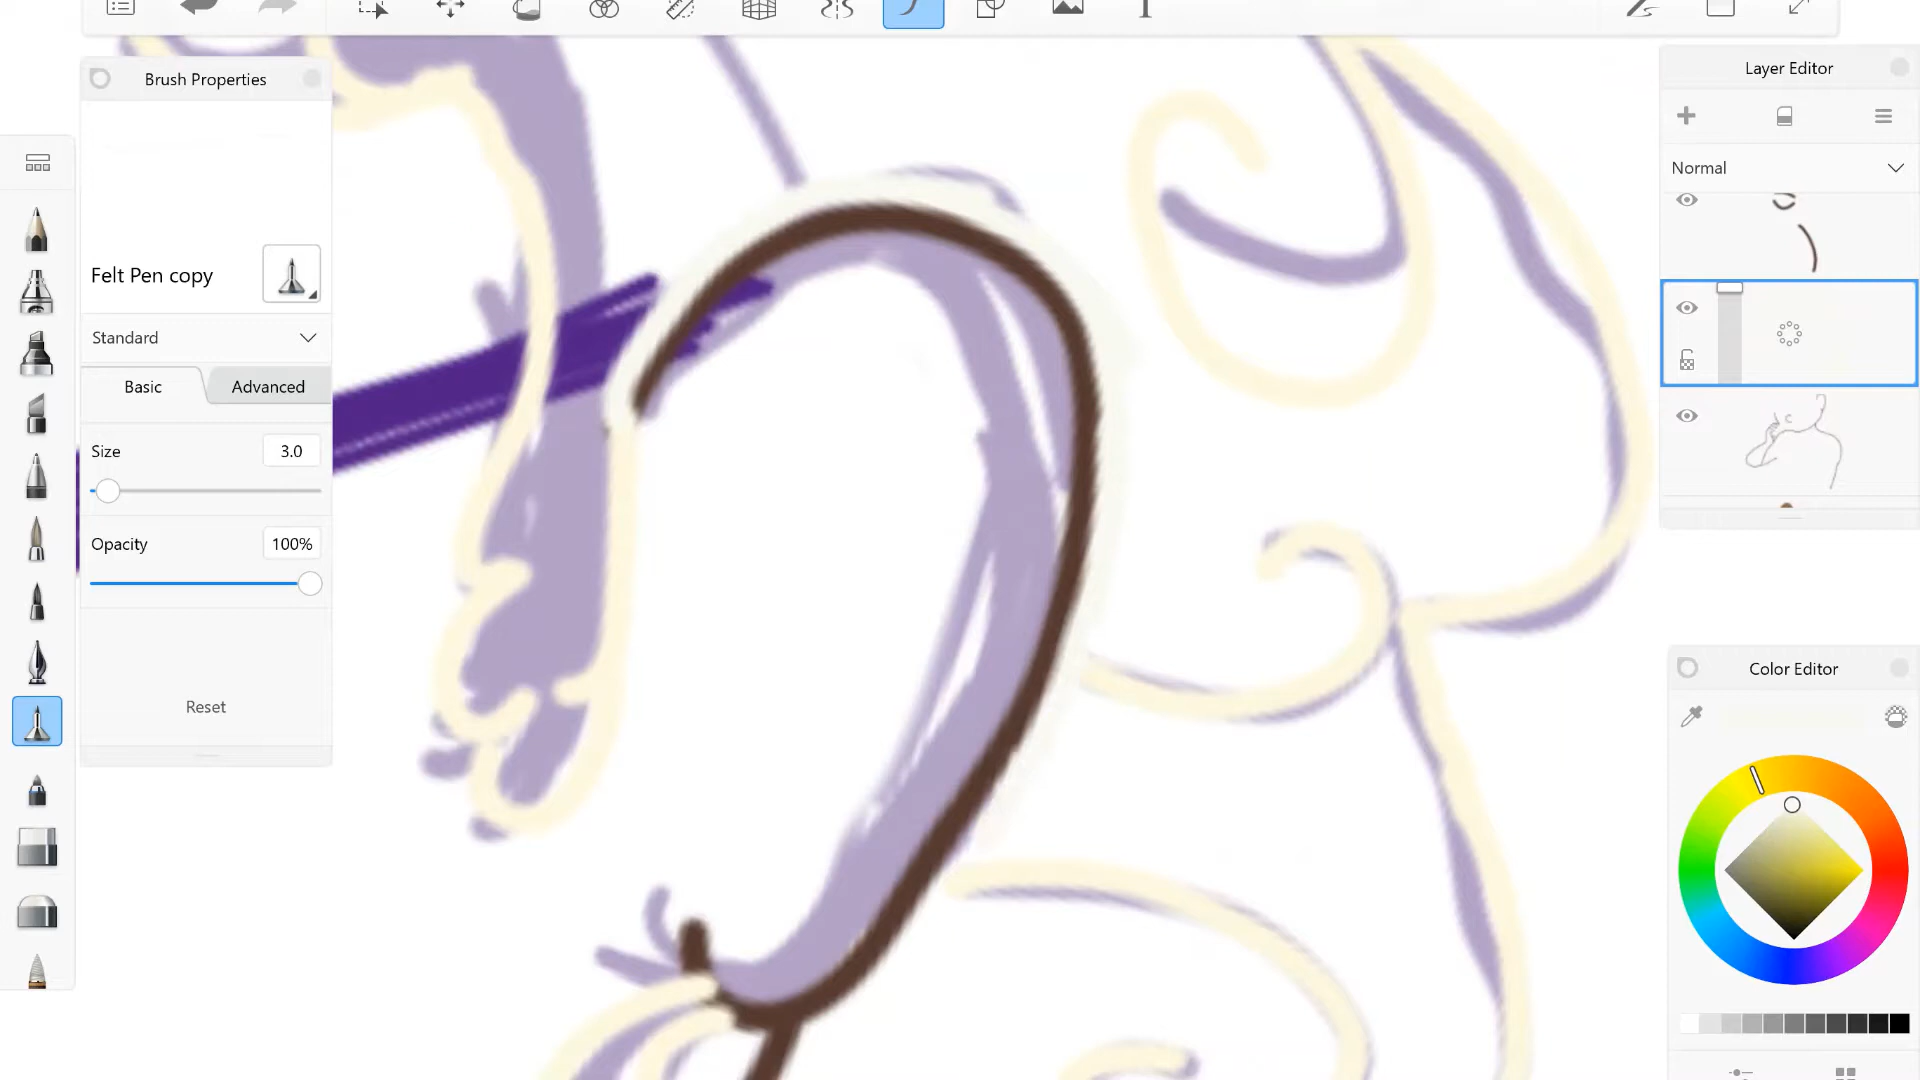 Brush Properties
Felt Pen copy
Standard
Basic
Advanced
Size
3.0
Opacity
100%
Reset
Layer Editor
Normal
Color Editor